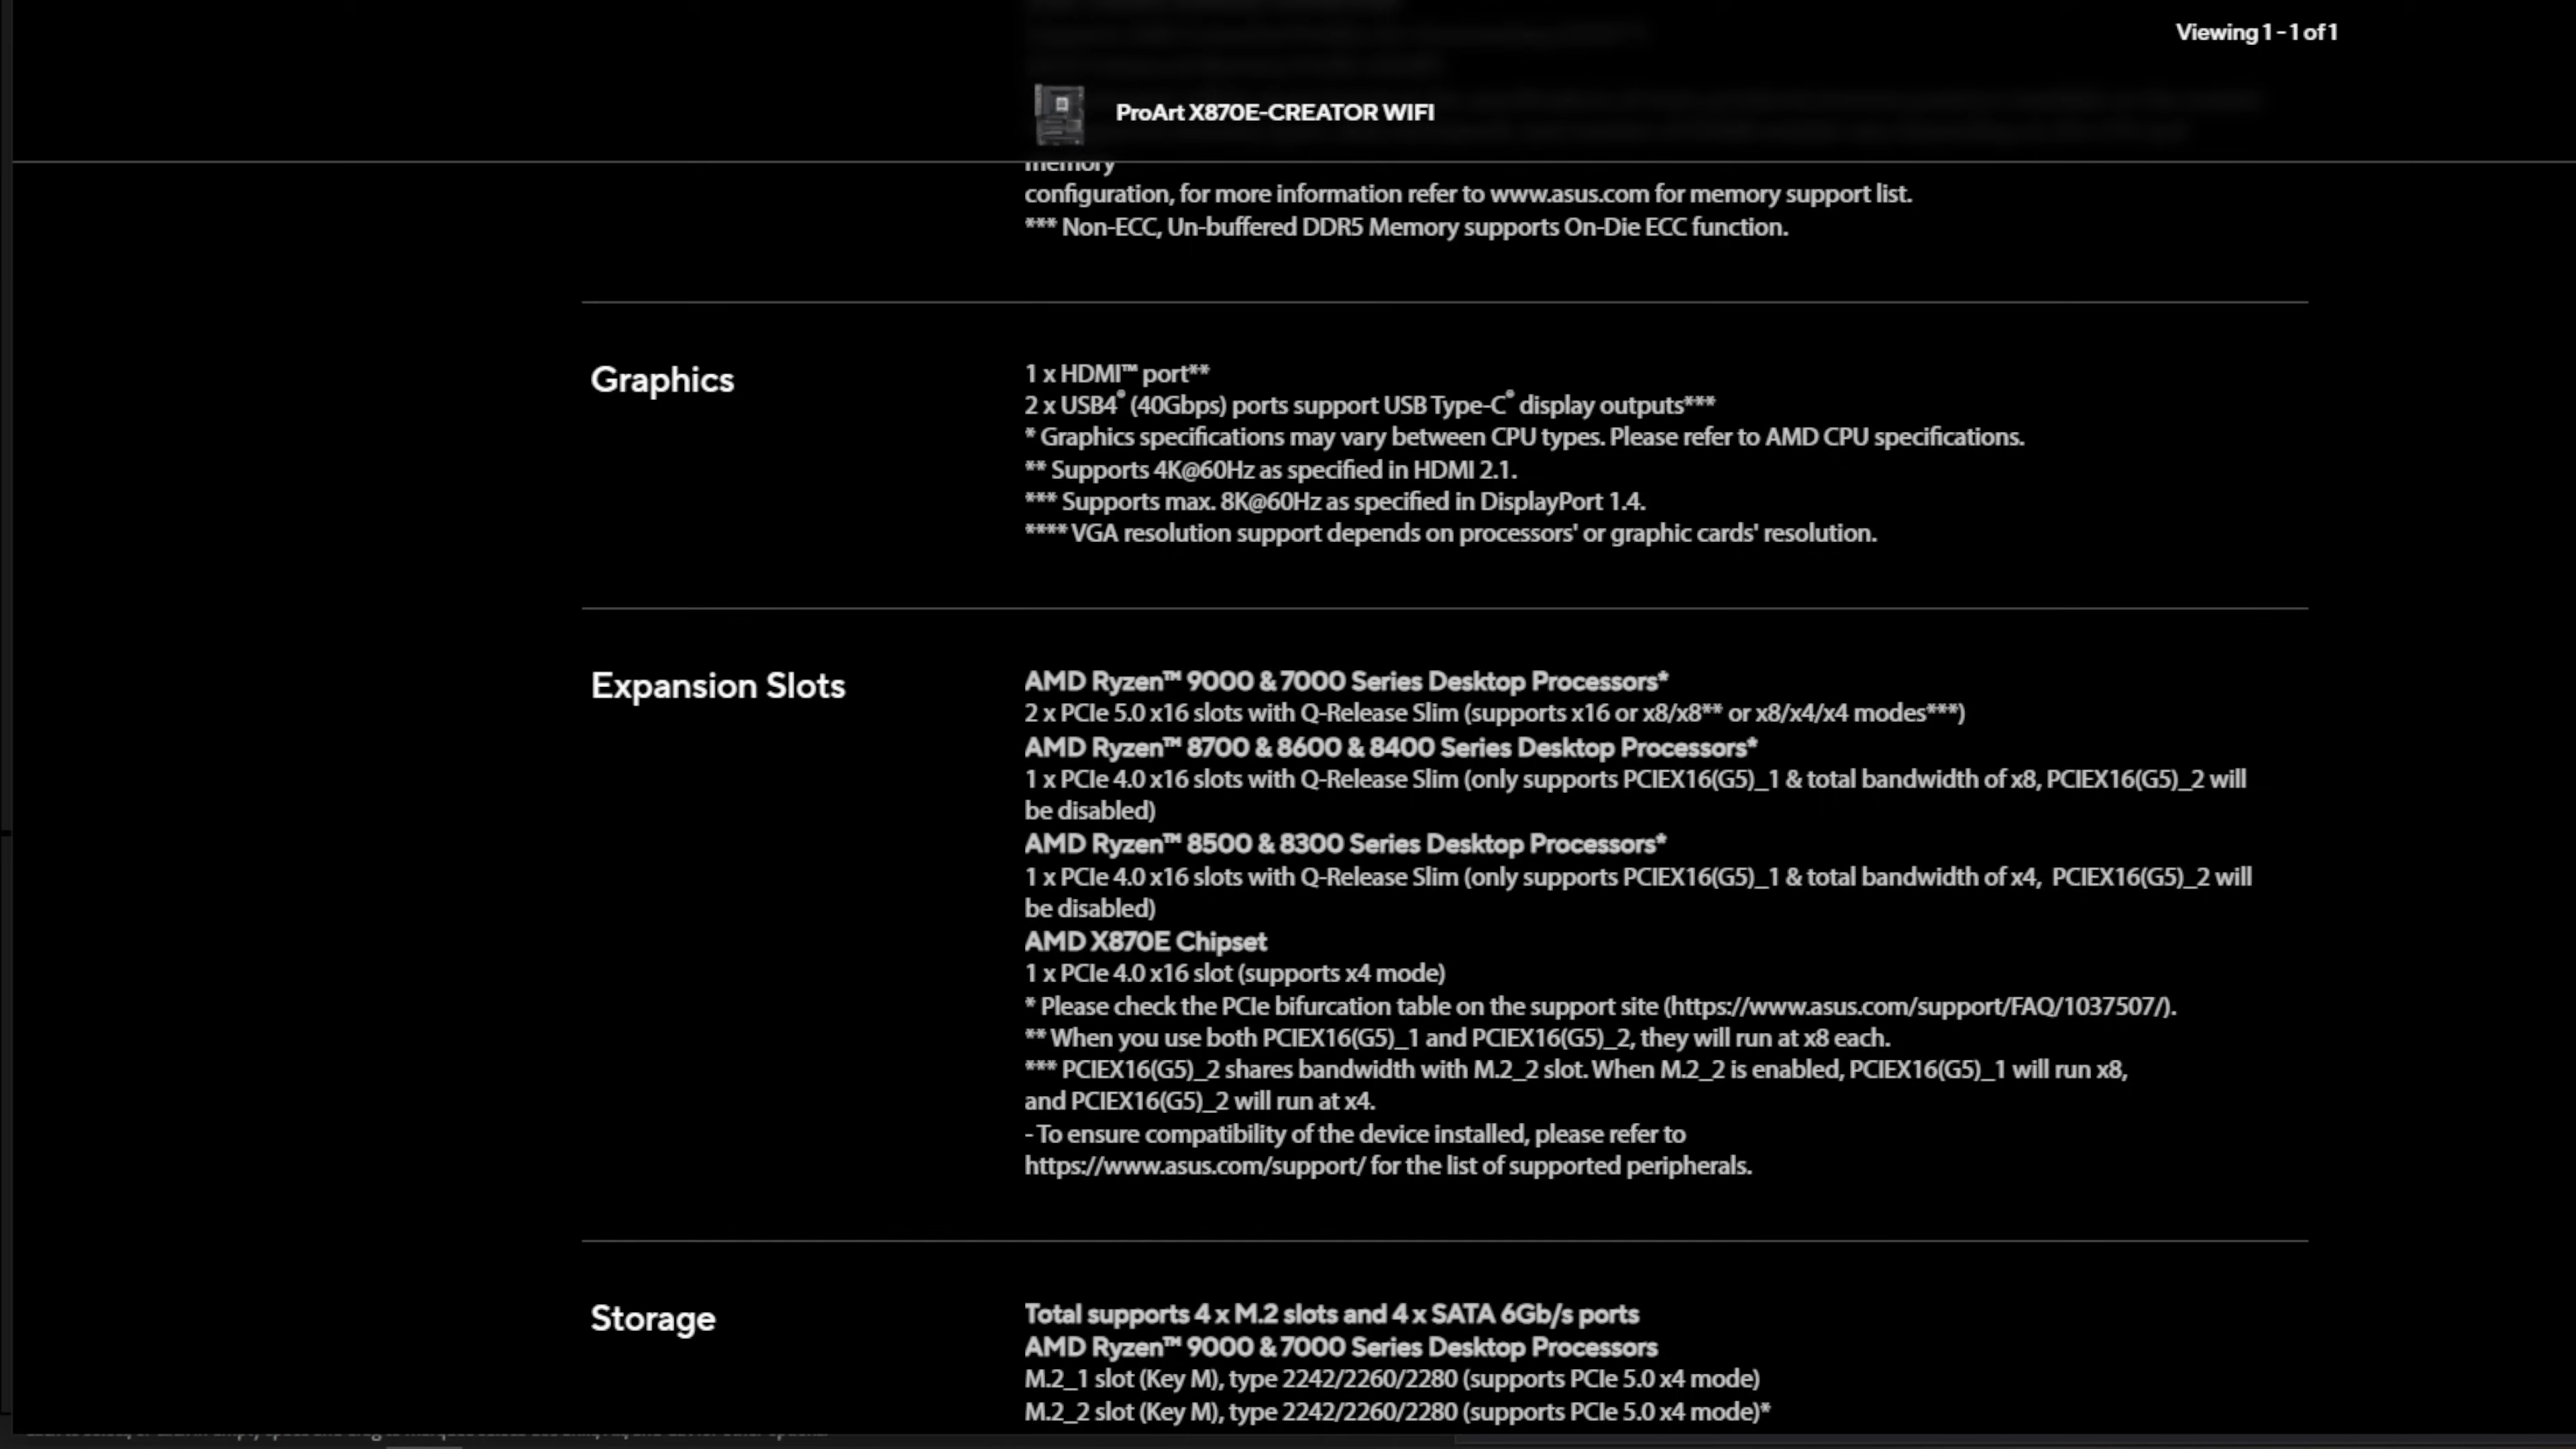 Viewing 1 - 1 of 1
ProArt X870E-CREATOR WIFI
memory
configuration, for more information refer to www.asus.com for memory support list.
*** Non-ECC, Un-buffered DDR5 Memory supports On-Die ECC function.
Graphics
1 x HDMI™ port**
2 x USB4® (40Gbps) ports support USB Type-C® display outputs***
* Graphics specifications may vary between CPU types. Please refer to AMD CPU specifications.
** Supports 4K@60Hz as specified in HDMI 2.1.
*** Supports max. 8K@60Hz as specified in DisplayPort 1.4.
**** VGA resolution support depends on processors' or graphic cards' resolution.
Expansion Slots
AMD Ryzen™ 9000 & 7000 Series Desktop Processors*
2 x PCIe 5.0 x16 slots with Q-Release Slim (supports x16 or x8/x8** or x8/x4/x4 modes***)
AMD Ryzen™ 8700 & 8600 & 8400 Series Desktop Processors*
1 x PCIe 4.0 x16 slots with Q-Release Slim (only supports PCIEX16(G5)_1 & total bandwidth of x8, PCIEX16(G5)_2 will
be disabled)
AMD Ryzen™ 8500 & 8300 Series Desktop Processors*
1 x PCIe 4.0 x16 slots with Q-Release Slim (only supports PCIEX16(G5)_1 & total bandwidth of x4, PCIEX16(G5)_2 will
be disabled)
AMD X870E Chipset
1 x PCIe 4.0 x16 slot (supports x4 mode)
* Please check the PCIe bifurcation table on the support site (https://www.asus.com/support/FAQ/1037507/).
** When you use both PCIEX16(G5)_1 and PCIEX16(G5)_2, they will run at x8 each.
*** PCIEX16(G5)_2 shares bandwidth with M.2_2 slot. When M.2_2 is enabled, PCIEX16(G5)_1 will run x8,
and PCIEX16(G5)_2 will run at x4.
- To ensure compatibility of the device installed, please refer to
https://www.asus.com/support/ for the list of supported peripherals.
Storage
Total supports 4 x M.2 slots and 4 x SATA 6Gb/s ports
AMD Ryzen™ 9000 & 7000 Series Desktop Processors
M.2_1 slot (Key M), type 2242/2260/2280 (supports PCIe 5.0 x4 mode)
M.2_2 slot (Key M), type 2242/2260/2280 (supports PCIe 5.0 x4 mode)*